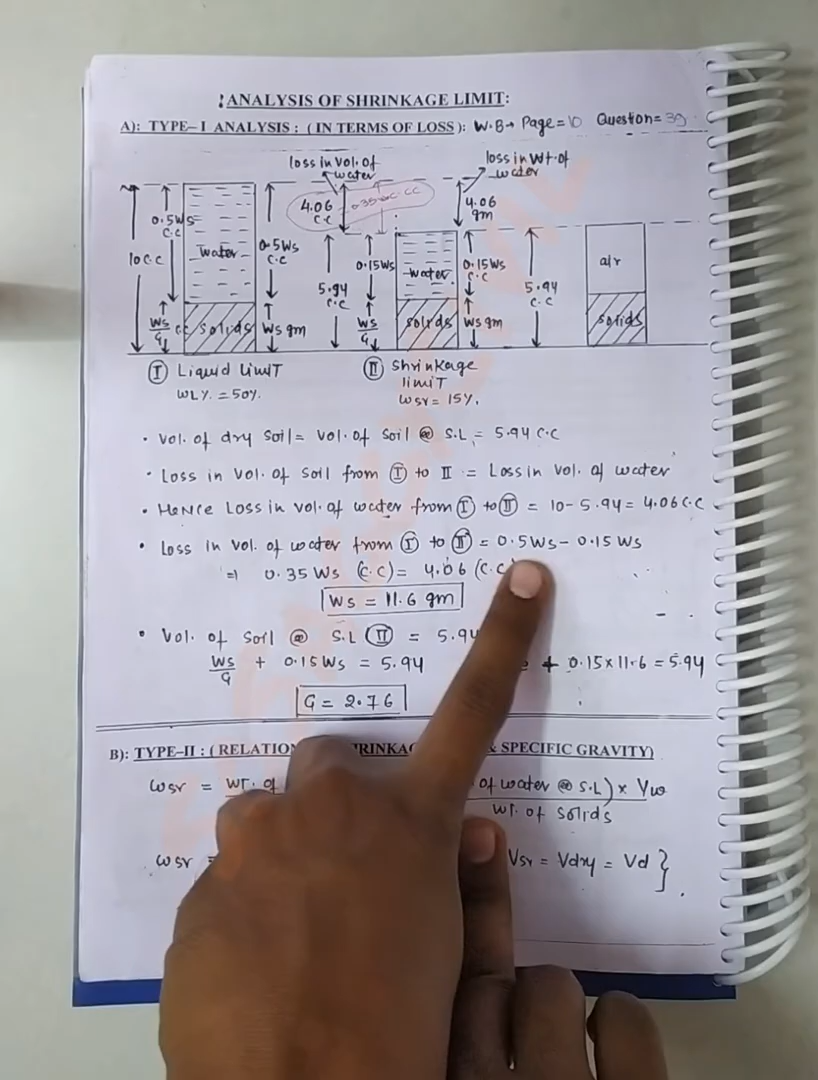 :ANALYSIS OF SHRINKAGE LIMIT:
A): TYPE–I ANALYSIS : ( IN TERMS OF LOSS ): W.B→ Page=10 Question=39
loss in vol. of water
loss in wt. of water
4.06 c.c
4.06 gm
0.5Ws c.c
10 c.c
water
0.5Ws c.c
5.94 c.c
0.15Ws
water
0.15Ws c.c
5.94 c.c
air
Ws/G cc
solids
Ws gm
Ws/G
solids
Ws gm
solids
I Liquid limit
WL% = 50%
II Shrinkage limit
wsr = 15%
• Vol. of dry soil = Vol. of soil @ S.L = 5.94 c.c
• Loss in vol. of soil from I to II = Loss in vol. of water
• Hence Loss in vol. of water from I to II = 10 - 5.94 = 4.06 c.c
• Loss in vol. of water from I to II = 0.5Ws - 0.15 Ws
⇒ 0.35 Ws (c.c) = 4.06 (c.c
Ws = 11.6 gm
• Vol. of soil @ S.L II = 5.94
Ws/G + 0.15Ws = 5.94 + 0.15×11.6 = 5.94
G = 2.76
B): TYPE–II : ( RELATION & SPECIFIC GRAVITY)
wsr = wt. of of water @ S.L) × γw
wt. of solids
wsr = Vsr = Vdry = Vd }